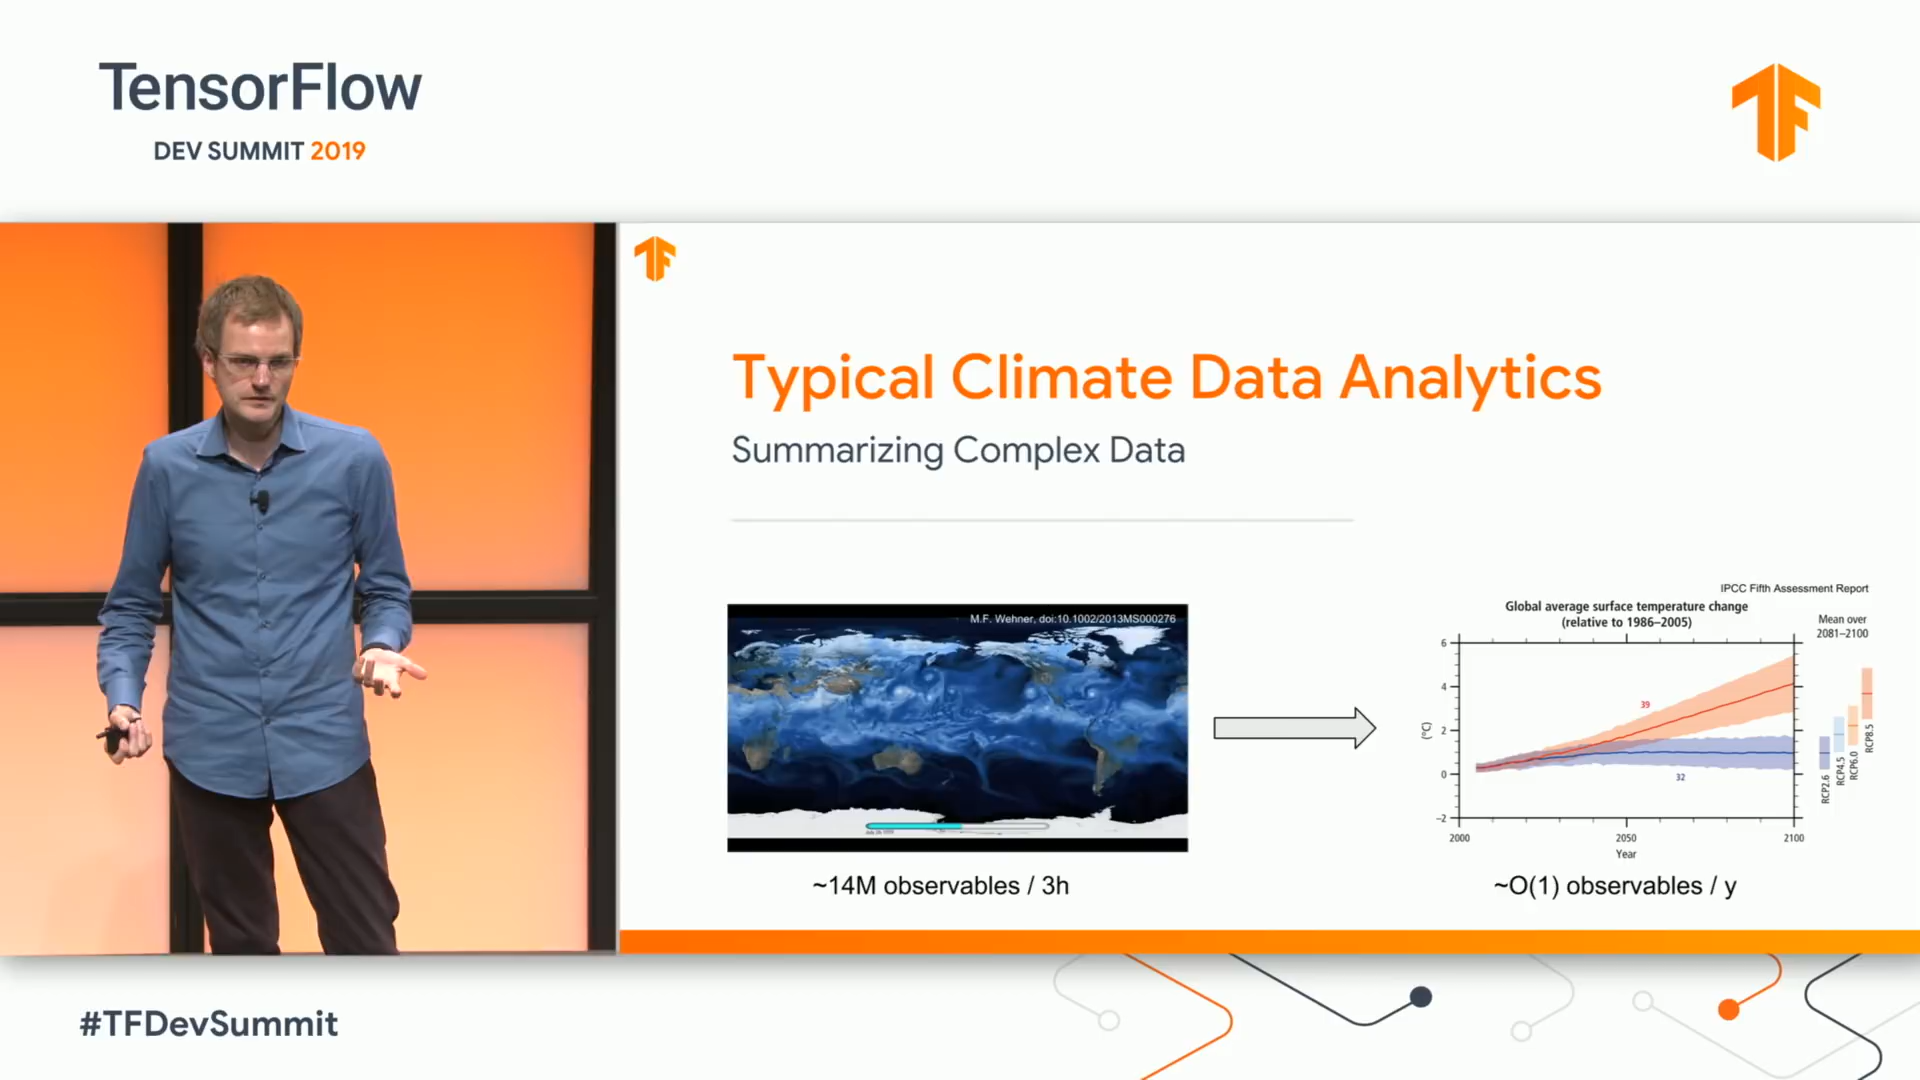 TensorFlow
DEV SUMMIT 2019
Typical Climate Data Analytics
Summarizing Complex Data
M.F. Wehner, doi:10.1002/2013MS000276
~14M observables / 3h
IPCC Fifth Assessment Report
Global average surface temperature change
(relative to 1986–2005)
Mean over
2081–2100
6
4
2
0
−2
(°C)
39
32
2000
2050
2100
Year
RCP2.6
RCP4.5
RCP6.0
RCP8.5
~O(1) observables / y
#TFDevSummit